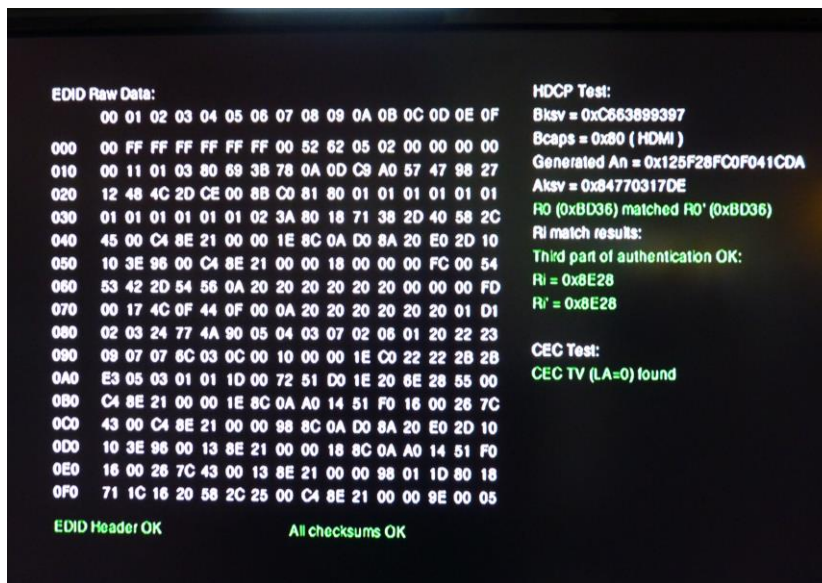 EDID Raw Data:
00 01 02 03 04 05 06 07 08 09 0A 0B 0C 0D 0E 0F
000 00 FF FF FF FF FF FF 00 52 62 05 02 00 00 00 00
010 00 11 01 03 80 69 3B 78 0A 0D C9 A0 57 47 98 27
020 12 48 4C 2D CE 00 8B C0 81 80 01 01 01 01 01 01
030 01 01 01 01 01 01 02 3A 80 18 71 38 2D 40 58 2C
040 45 00 C4 8E 21 00 00 1E 8C 0A D0 8A 20 E0 2D 10
050 10 3E 96 00 C4 8E 21 00 00 18 00 00 00 FC 00 54
060 53 42 2D 54 56 0A 20 20 20 20 20 20 00 00 00 FD
070 00 17 4C 0F 44 0F 00 0A 20 20 20 20 20 20 01 D1
080 02 03 24 77 4A 90 05 04 03 07 02 06 01 20 22 23
090 09 07 07 6C 03 0C 00 10 00 00 1E C0 22 22 2B 2B
0A0 E3 05 03 01 01 1D 00 72 51 D0 1E 20 6E 28 55 00
0B0 C4 8E 21 00 00 1E 8C 0A A0 14 51 F0 16 00 26 7C
0C0 43 00 C4 8E 21 00 00 98 8C 0A D0 8A 20 E0 2D 10
0D0 10 3E 96 00 13 8E 21 00 00 18 8C 0A A0 14 51 F0
0E0 16 00 26 7C 43 00 13 8E 21 00 00 98 01 1D 80 18
0F0 71 1C 16 20 58 2C 25 00 C4 8E 21 00 00 9E 00 05
EDID Header OK
All checksums OK
HDCP Test:
Bksv = 0xC663899397
Bcaps = 0x80 ( HDMI )
Generated An = 0x125F28FC0F041CDA
Aksv = 0x84770317DE
R0 (0xBD36) matched R0' (0xBD36)
Ri match results:
Third part of authentication OK:
Ri = 0x8E28
Ri' = 0x8E28
CEC Test:
CEC TV (LA=0) found